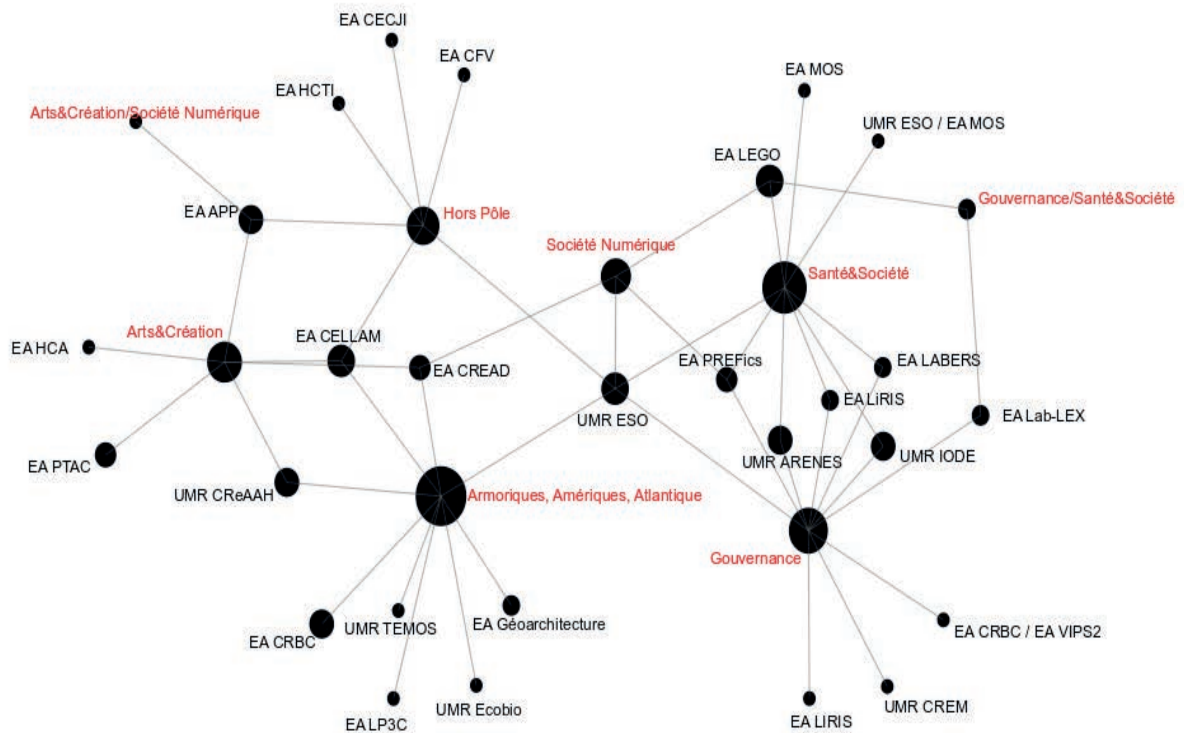 EA CECJI
EA CFV
EA MOS
EA HCTI
Arts&Création/Société Numérique
UMR ESO / EA MOS
EA LEGO
Gouvernance/Santé&Société
EA APP
Hors Pôle
Société Numérique
Santé&Société
Arts&Création
EA CELLAM
EA HCA
EA CREAD
EA PREFics
EA LABERS
EA LiRIS
UMR ESO
EA Lab-LEX
EA PTAC
UMR ARENES
UMR IODE
UMR CReAAH
Armoriques, Amériques, Atlantique
Gouvernance
EA CRBC
UMR TEMOS
EA Géoarchitecture
EA CRBC / EA VIPS2
EA LP3C
UMR Ecobio
EA LIRIS
UMR CREM